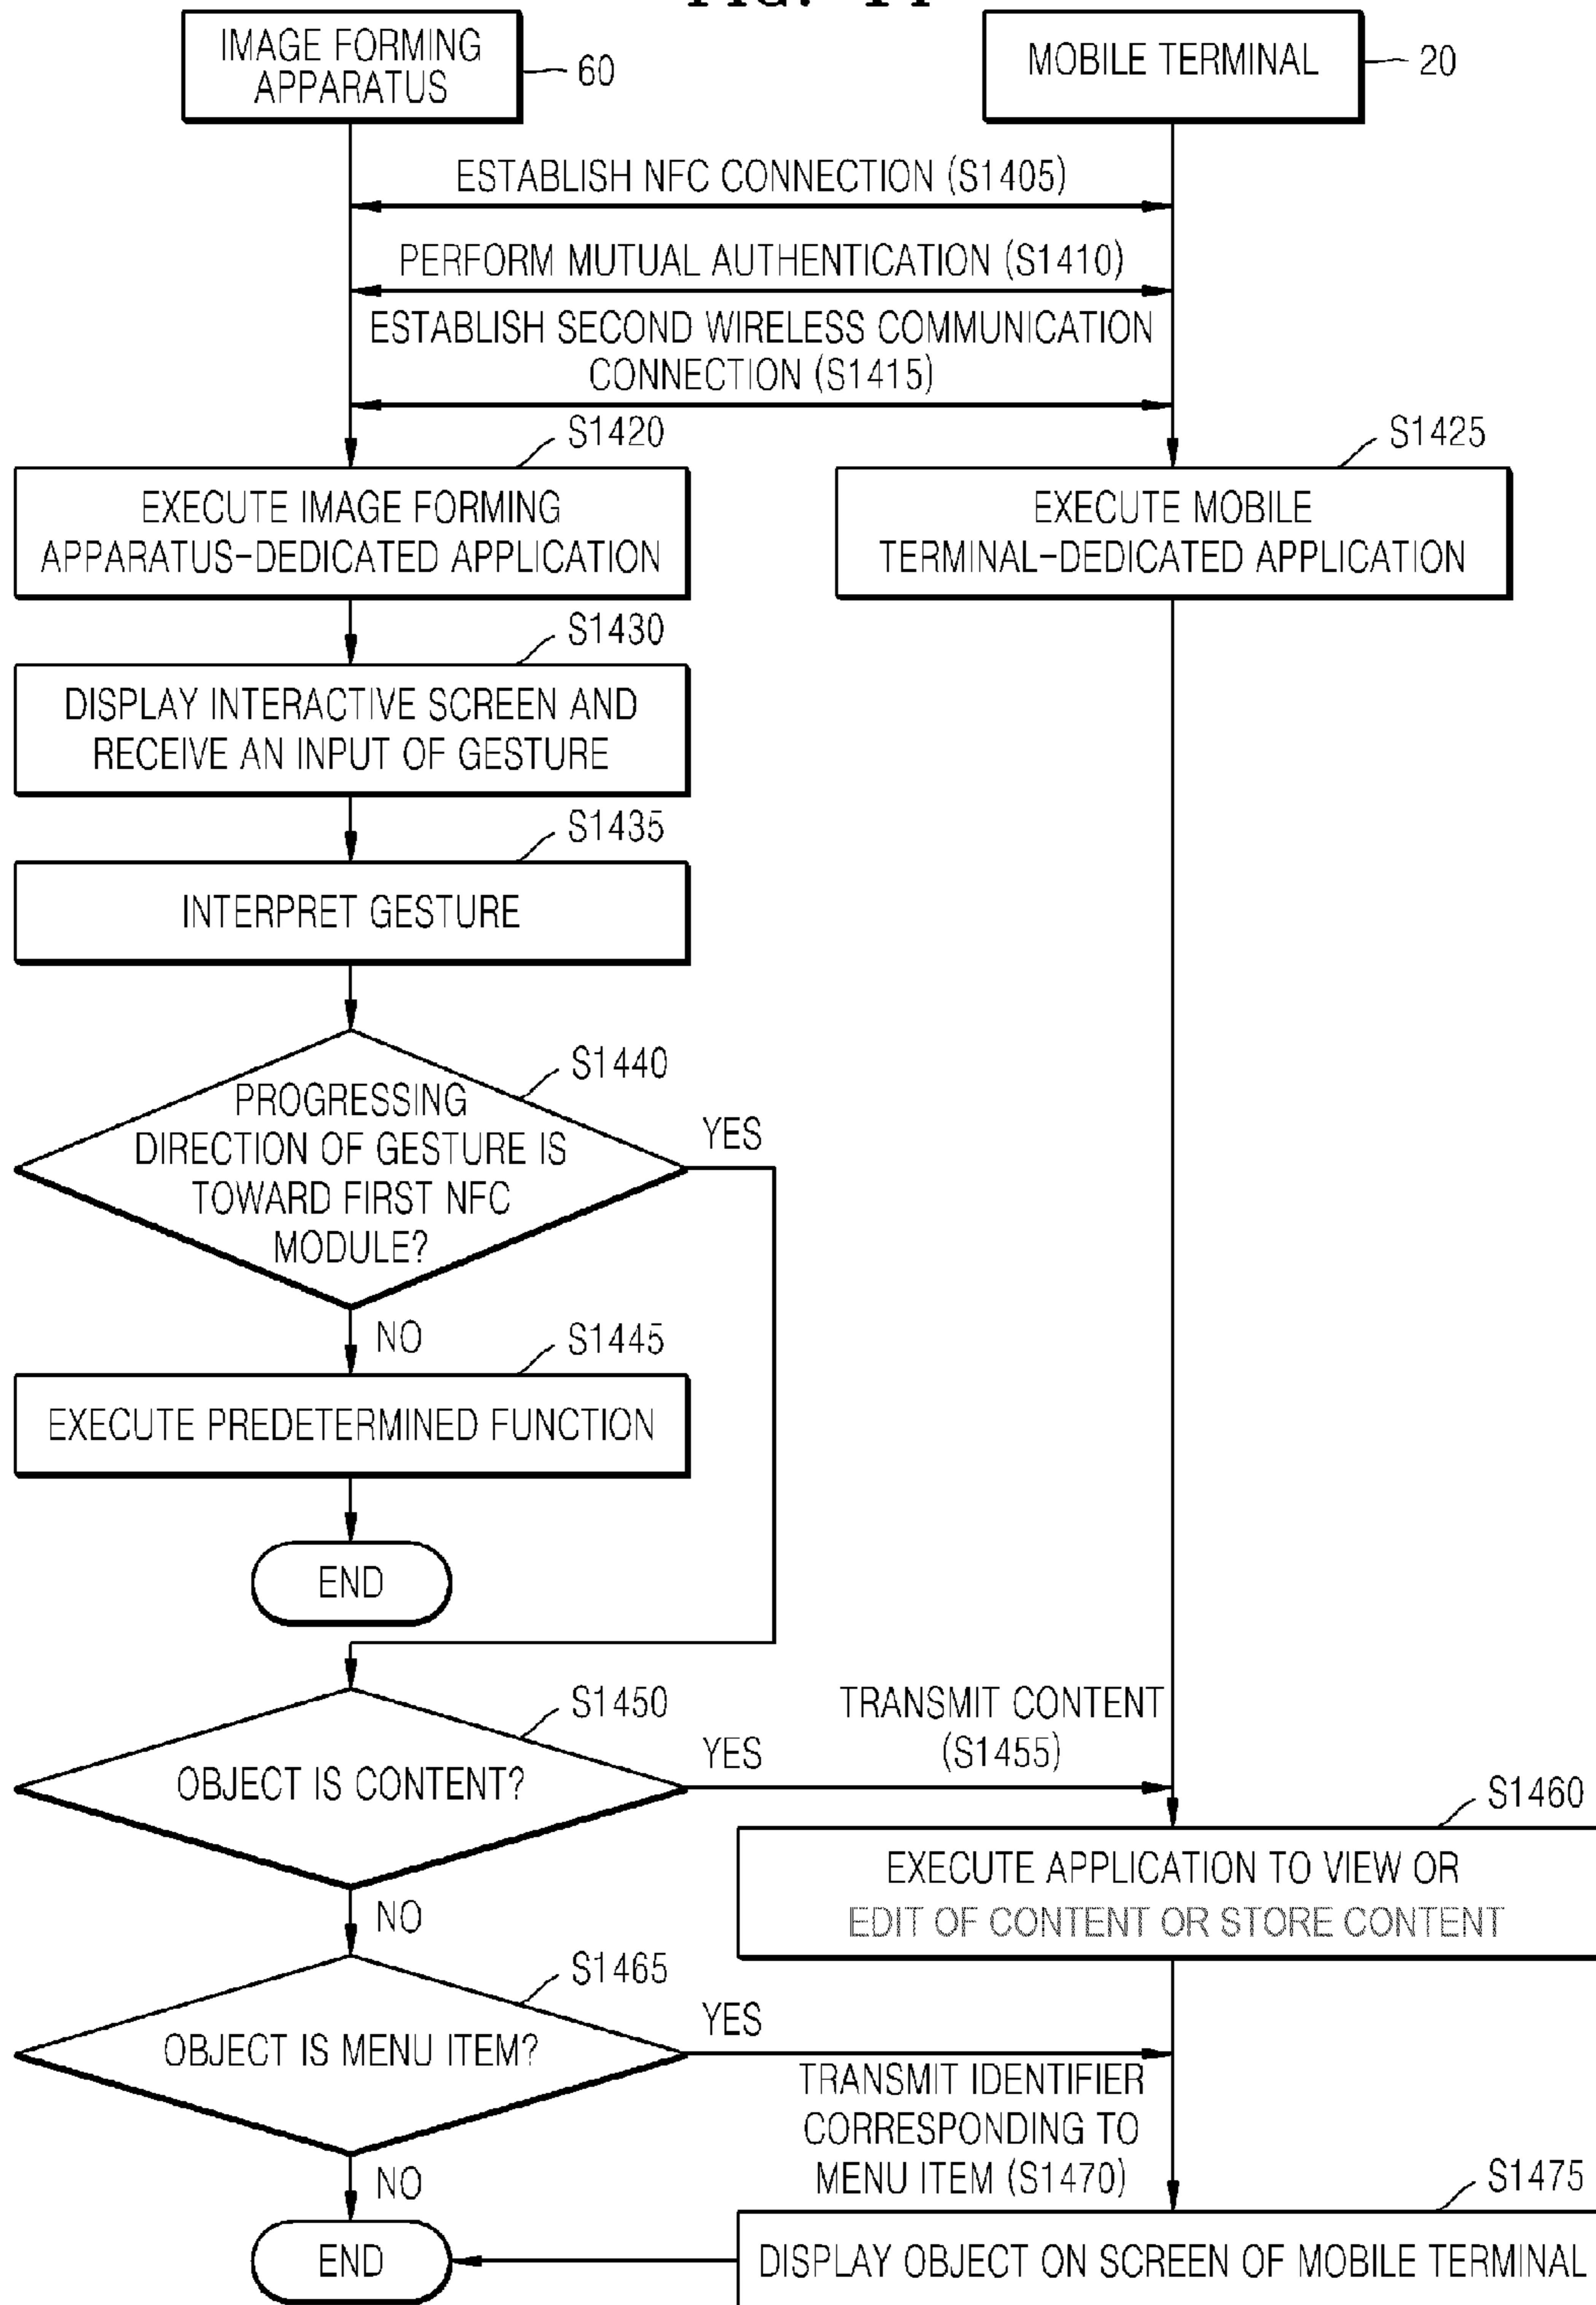 FIG. 14
IMAGE FORMING
APPARATUS
60
MOBILE TERMINAL
20
ESTABLISH NFC CONNECTION (S1405)
PERFORM MUTUAL AUTHENTICATION (S1410)
ESTABLISH SECOND WIRELESS COMMUNICATION
CONNECTION (S1415)
S1420
EXECUTE IMAGE FORMING
APPARATUS-DEDICATED APPLICATION
S1425
EXECUTE MOBILE
TERMINAL-DEDICATED APPLICATION
S1430
DISPLAY INTERACTIVE SCREEN AND
RECEIVE AN INPUT OF GESTURE
S1435
INTERPRET GESTURE
S1440
PROGRESSING
DIRECTION OF GESTURE IS
TOWARD FIRST NFC
MODULE?
YES
NO
S1445
EXECUTE PREDETERMINED FUNCTION
END
S1450
OBJECT IS CONTENT?
YES
TRANSMIT CONTENT
(S1455)
S1460
EXECUTE APPLICATION TO VIEW OR
EDIT OF CONTENT OR STORE CONTENT
NO
S1465
OBJECT IS MENU ITEM?
YES
TRANSMIT IDENTIFIER
CORRESPONDING TO
MENU ITEM (S1470)
NO
S1475
DISPLAY OBJECT ON SCREEN OF MOBILE TERMINAL
END